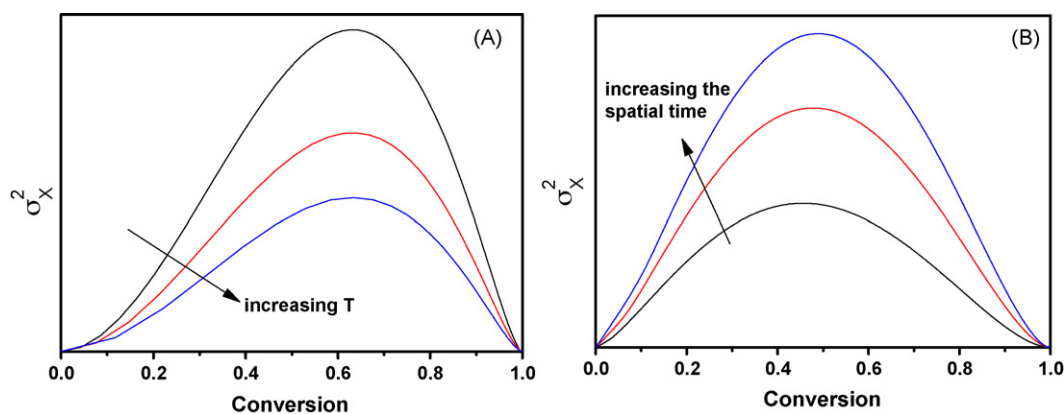 (A)
σ²X
increasing T
0.0 0.2 0.4 0.6 0.8 1.0
Conversion
(B)
increasing the
spatial time
σ²X
0.0 0.2 0.4 0.6 0.8 1.0
Conversion